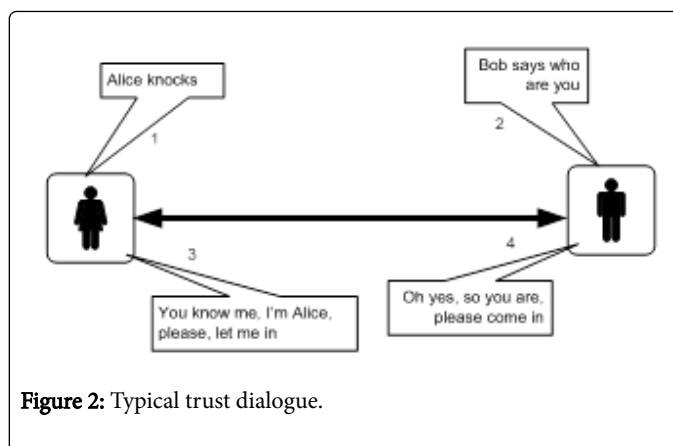 Alice knocks
1
Bob says who
are you
2
3
You know me, I'm Alice,
please, let me in
4
Oh yes, so you are,
please come in
Figure 2: Typical trust dialogue.